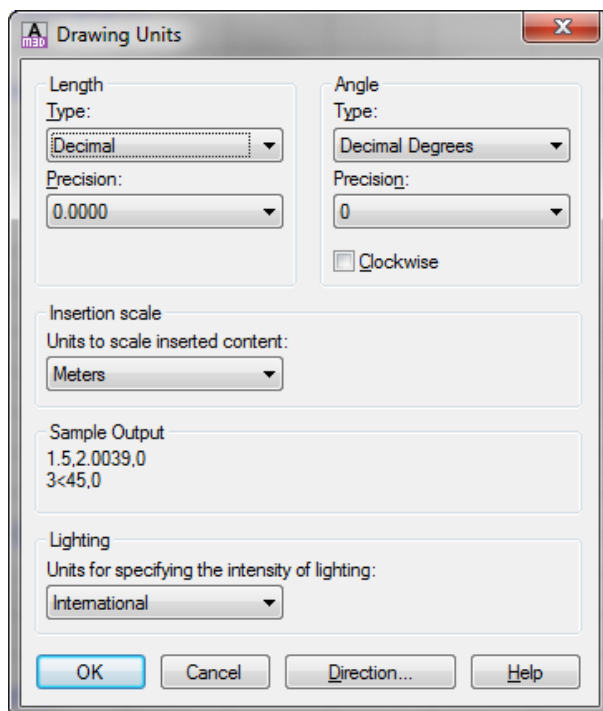 A
m3D
Drawing Units
Length
Type:
Decimal
Precision:
0.0000
Angle
Type:
Decimal Degrees
Precision:
0
Clockwise
Insertion scale
Units to scale inserted content:
Meters
Sample Output
1.5,2.0039,0
3<45,0
Lighting
Units for specifying the intensity of lighting:
International
OK
Cancel
Direction...
Help